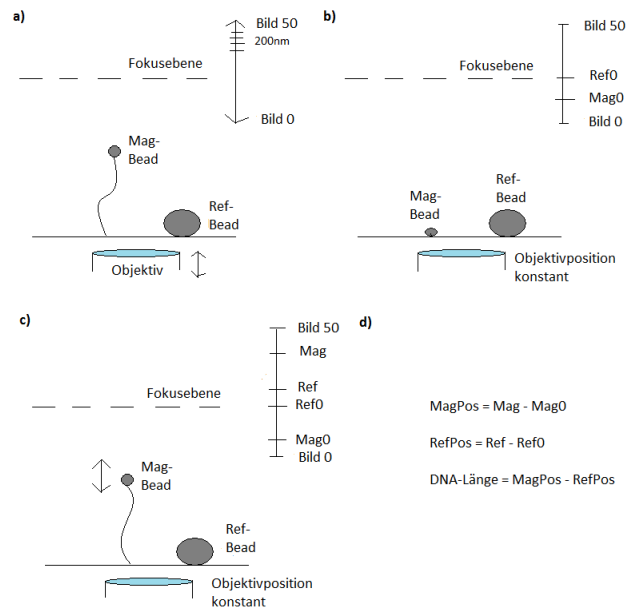 a)
Bild 50
200nm
Fokusebene
Bild 0
Mag-
Bead
Ref-
Bead
Objektiv
b)
Bild 50
Fokusebene
Ref0
Mag0
Bild 0
Mag-
Bead
Ref-
Bead
Objektivposition
konstant
c)
Bild 50
Mag
Fokusebene
Ref
Ref0
Mag0
Bild 0
Mag-
Bead
Ref-
Bead
Objektivposition
konstant
d)
MagPos = Mag - Mag0
RefPos = Ref - Ref0
DNA-Länge = MagPos - RefPos